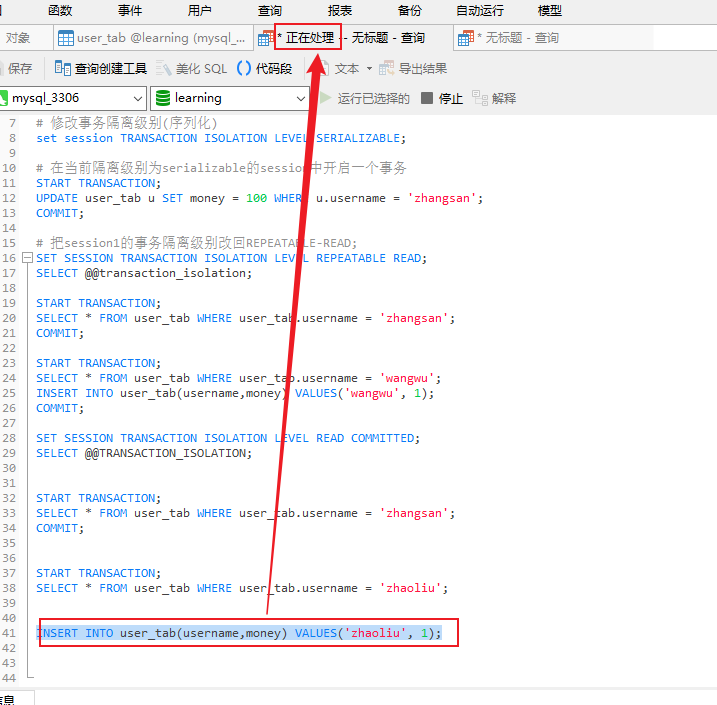 函数 事件 用户 查询 报表 备份 自动运行 模型
对象 user_tab @learning (mysql_... * 正在处理 - 无标题 - 查询 * 无标题 - 查询
保存 查询创建工具 美化 SQL () 代码段 文本 导出结果
mysql_3306 learning 运行已选择的 停止 解释
7 # 修改事务隔离级别(序列化)
8 set session TRANSACTION ISOLATION LEVEL SERIALIZABLE;
9
10 # 在当前隔离级别为serializable的session中开启一个事务
11 START TRANSACTION;
12 UPDATE user_tab u SET money = 100 WHERE u.username = 'zhangsan';
13 COMMIT;
14
15 # 把session1的事务隔离级别改回REPEATABLE-READ;
16 SET SESSION TRANSACTION ISOLATION LEVEL REPEATABLE READ;
17 SELECT @@transaction_isolation;
18
19 START TRANSACTION;
20 SELECT * FROM user_tab WHERE user_tab.username = 'zhangsan';
21 COMMIT;
22
23 START TRANSACTION;
24 SELECT * FROM user_tab WHERE user_tab.username = 'wangwu';
25 INSERT INTO user_tab(username,money) VALUES('wangwu', 1);
26 COMMIT;
27
28 SET SESSION TRANSACTION ISOLATION LEVEL READ COMMITTED;
29 SELECT @@TRANSACTION_ISOLATION;
30
31
32 START TRANSACTION;
33 SELECT * FROM user_tab WHERE user_tab.username = 'zhangsan';
34 COMMIT;
35
36
37 START TRANSACTION;
38 SELECT * FROM user_tab WHERE user_tab.username = 'zhaoliu';
39
40
41 INSERT INTO user_tab(username,money) VALUES('zhaoliu', 1);
42
43
44
信息